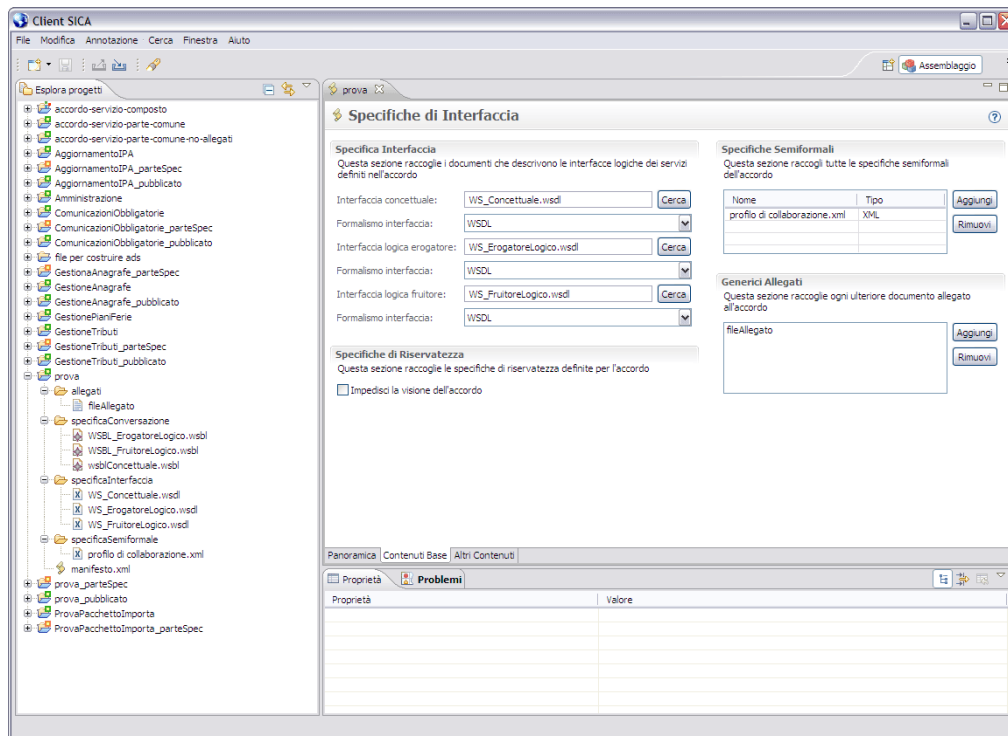 Client SICA
File Modifica Annotazione Cerca Finestra Aiuto
Assemblaggio
Esplora progetti
accordo-servizio-composto
accordo-servizio-parte-comune
accordo-servizio-parte-comune-no-allegati
AggiornamentoIPA
AggiornamentoIPA_parteSpec
AggiornamentoIPA_pubblicato
Amministrazione
ComunicazioniObbligatorie
ComunicazioniObbligatorie_parteSpec
ComunicazioniObbligatorie_pubblicato
file per costruire ads
GestionaAnagrafe_parteSpec
GestioneAnagrafe
GestioneAnagrafe_pubblicato
GestionePianiFerie
GestioneTributi
GestioneTributi_parteSpec
GestioneTributi_pubblicato
prova
allegati
fileAllegato
specificaConversazione
WSBL_ErogatoreLogico.wsbl
WSBL_FruitoreLogico.wsbl
wsblConcettuale.wsbl
specificaInterfaccia
WS_Concettuale.wsdl
WS_ErogatoreLogico.wsdl
WS_FruitoreLogico.wsdl
specificaSemiformale
profilo di collaborazione.xml
manifesto.xml
prova_parteSpec
prova_pubblicato
ProvaPacchettoImporta
ProvaPacchettoImporta_parteSpec
prova
Specifiche di Interfaccia
Specifica Interfaccia
Questa sezione raccoglie i documenti che descrivono le interfacce logiche dei servizi
definiti nell'accordo
Interfaccia concettuale: WS_Concettuale.wsdl Cerca
Formalismo interfaccia: WSDL
Interfaccia logica erogatore: WS_ErogatoreLogico.wsdl Cerca
Formalismo interfaccia: WSDL
Interfaccia logica fruitore: WS_FruitoreLogico.wsdl Cerca
Formalismo interfaccia: WSDL
Specifiche di Riservatezza
Questa sezione raccoglie le specifiche di riservatezza definite per l'accordo
Impedisci la visione dell'accordo
Specifiche Semiformali
Questa sezione raccogli tutte le specifiche semiformali
dell'accordo
Nome Tipo
profilo di collaborazione.xml XML
Aggiungi
Rimuovi
Generici Allegati
Questa sezione raccoglie ogni ulteriore documento allegato
all'accordo
fileAllegato
Aggiungi
Rimuovi
Panoramica Contenuti Base Altri Contenuti
Proprietà Problemi
Proprietà Valore